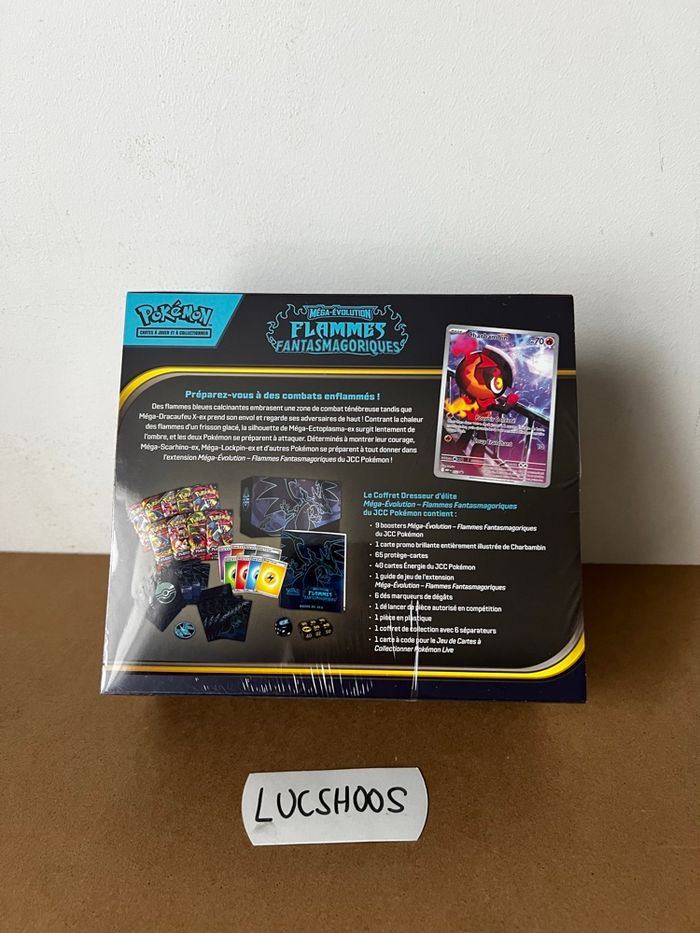 Pokémon
CARTES À JOUER ET À COLLECTIONNER
MÉGA-ÉVOLUTION
FLAMMES
FANTASMAGORIQUES
Charbambin
70
Préparez-vous à des combats enflammés !
Des flammes bleues calcinantes embrasent une zone de combat ténébreuse tandis que
Méga-Dracaufeu X-ex prend son envol et regarde ses adversaires de haut ! Contrant la chaleur
des flammes d'un frisson glacé, la silhouette de Méga-Ectoplasma-ex surgit lentement de
l'ombre, et les deux Pokémon se préparent à attaquer. Déterminés à montrer leur courage,
Méga-Scarhino-ex, Méga-Lockpin-ex et d'autres Pokémon se préparent à tout donner dans
l'extension Méga-Évolution – Flammes Fantasmagoriques du JCC Pokémon !
Le Coffret Dresseur d'élite
Méga-Évolution – Flammes Fantasmagoriques
du JCC Pokémon contient :
• 9 boosters Méga-Évolution – Flammes Fantasmagoriques
du JCC Pokémon
• 1 carte promo brillante entièrement illustrée de Charbambin
• 65 protège-cartes
• 40 cartes Énergie du JCC Pokémon
• 1 guide de jeu de l'extension
Méga-Évolution – Flammes Fantasmagoriques
• 6 dés marqueurs de dégâts
• 1 dé lancer de pièce autorisé en compétition
• 1 pièce en plastique
• 1 coffret de collection avec 6 séparateurs
• 1 carte à code pour le Jeu de Cartes à
Collectionner Pokémon Live
FLAMMES
FANTASMAGORIQUES
LUCSHOOS